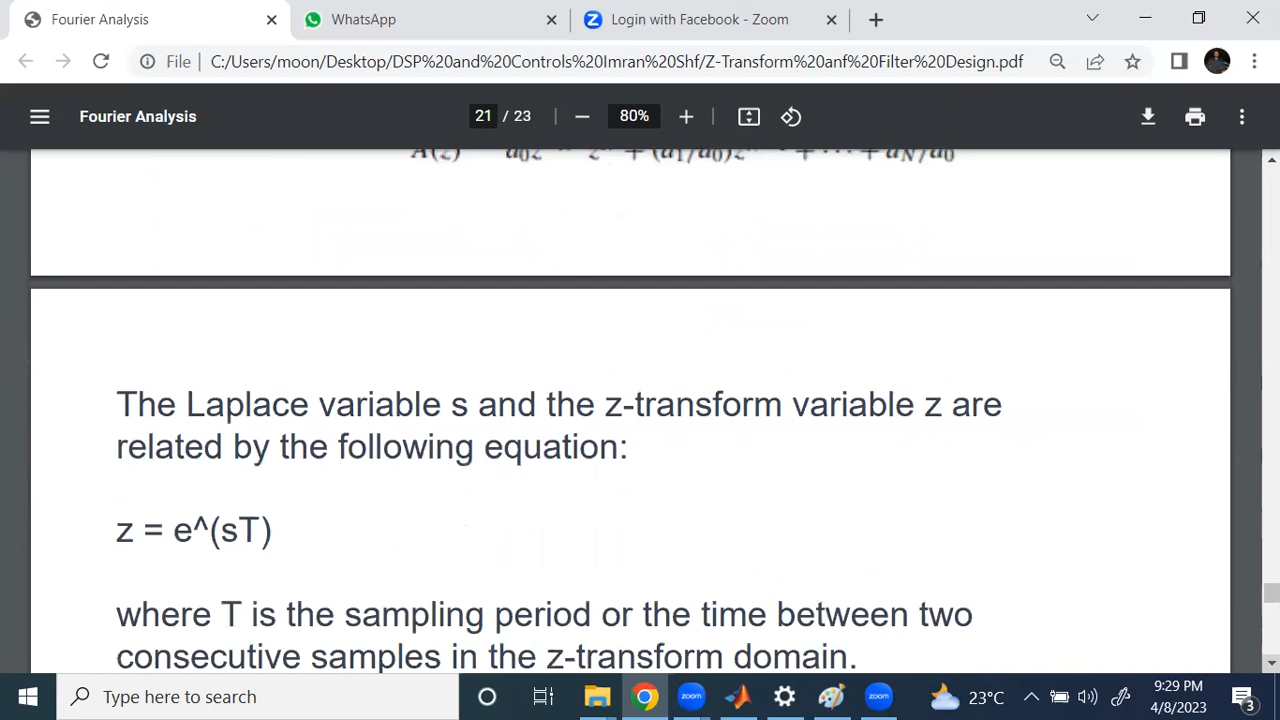 Fourier Analysis
WhatsApp
Login with Facebook - Zoom
File
C:/Users/moon/Desktop/DSP%20and%20Controls%20Imran%20Shf/Z-Transform%20anf%20Filter%20Design.pdf
Fourier Analysis
21 / 23
80%
The Laplace variable s and the z-transform variable z are
related by the following equation:
z = e^(sT)
where T is the sampling period or the time between two
consecutive samples in the z-transform domain.
Type here to search
zoom
zoom
23°C
9:29 PM
4/8/2023
3